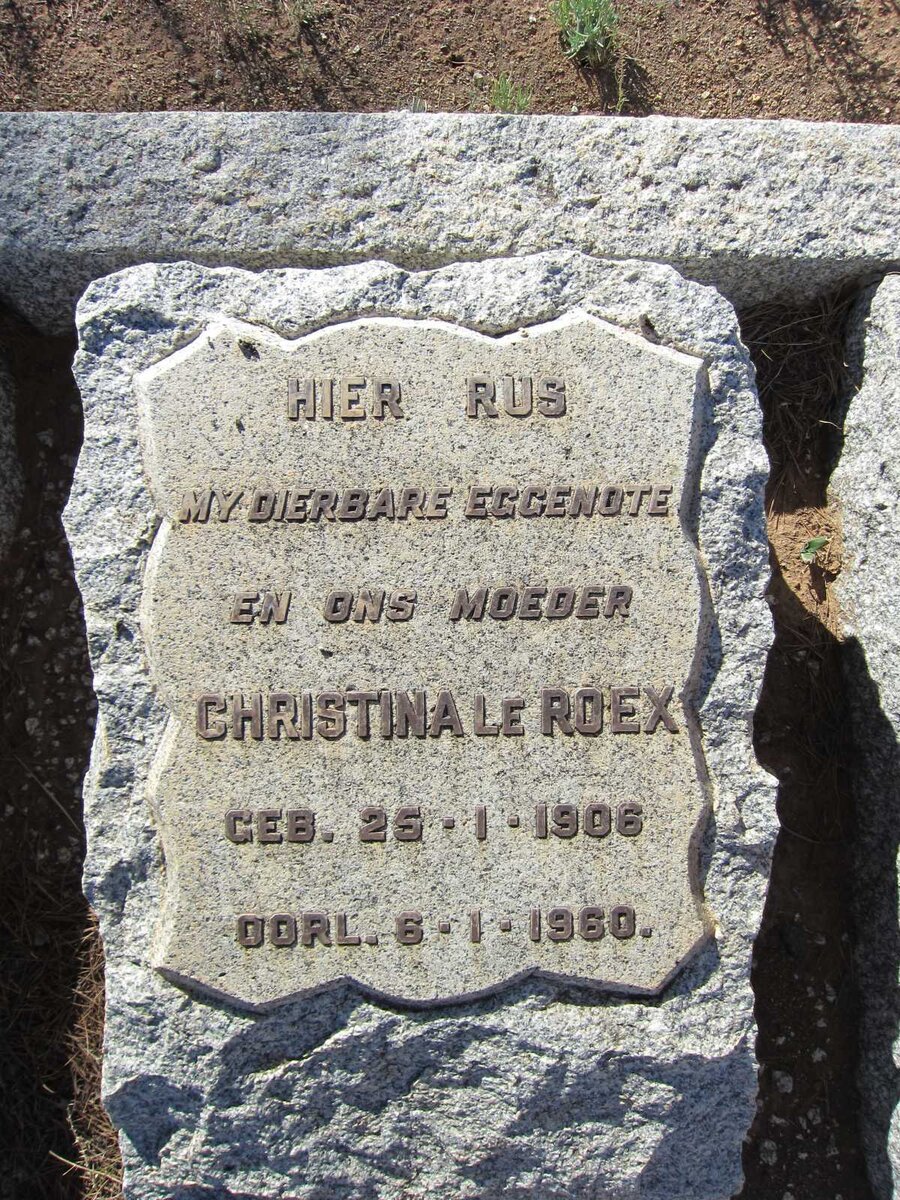 HIER RUS
MY DIERBARE EGGENOTE
EN ONS MOEDER
CHRISTINA LE ROEX
GEB. 25·1·1906
OORL. 6·1·1960.